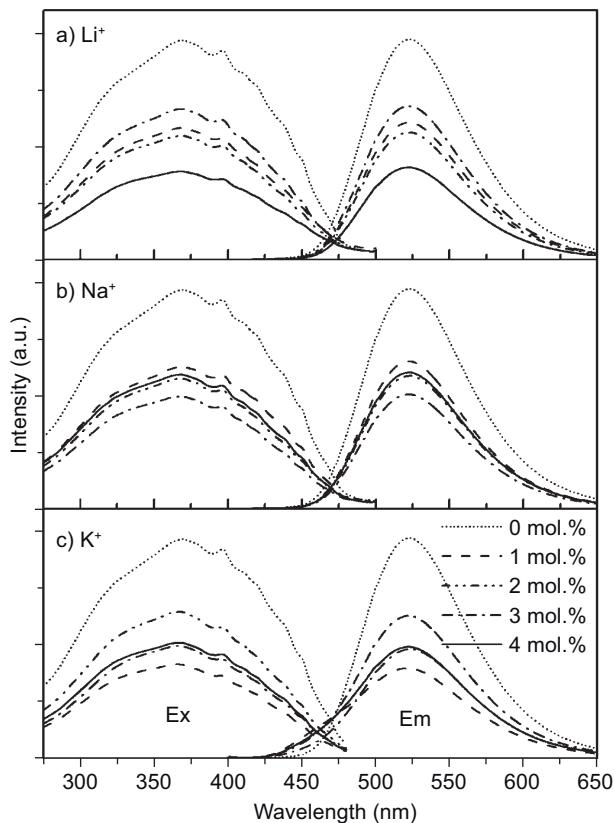 a) Li⁺
b) Na⁺
Intensity (a.u.)
c) K⁺
0 mol.%
1 mol.%
2 mol.%
3 mol.%
4 mol.%
Ex
Em
300 350 400 450 500 550 600 650
Wavelength (nm)